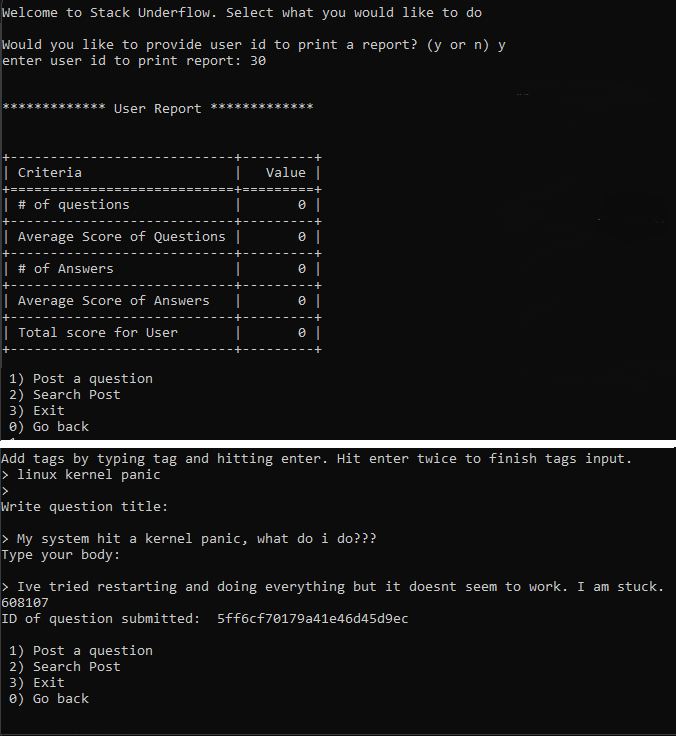 Welcome to Stack Underflow. Select what you would like to do
Would you like to provide user id to print a report? (y or n) y
enter user id to print report: 30
************* User Report *************
+----------------------------+---------+
| Criteria                   |   Value |
+============================+=========+
| # of questions             |       0 |
+----------------------------+---------+
| Average Score of Questions |       0 |
+----------------------------+---------+
| # of Answers               |       0 |
+----------------------------+---------+
| Average Score of Answers   |       0 |
+----------------------------+---------+
| Total score for User       |       0 |
+----------------------------+---------+
1) Post a question
2) Search Post
3) Exit
0) Go back
Add tags by typing tag and hitting enter. Hit enter twice to finish tags input.
> linux kernel panic
>
Write question title:
> My system hit a kernel panic, what do i do???
Type your body:
> Ive tried restarting and doing everything but it doesnt seem to work. I am stuck.
608107
ID of question submitted:  5ff6cf70179a41e46d45d9ec
1) Post a question
2) Search Post
3) Exit
0) Go back